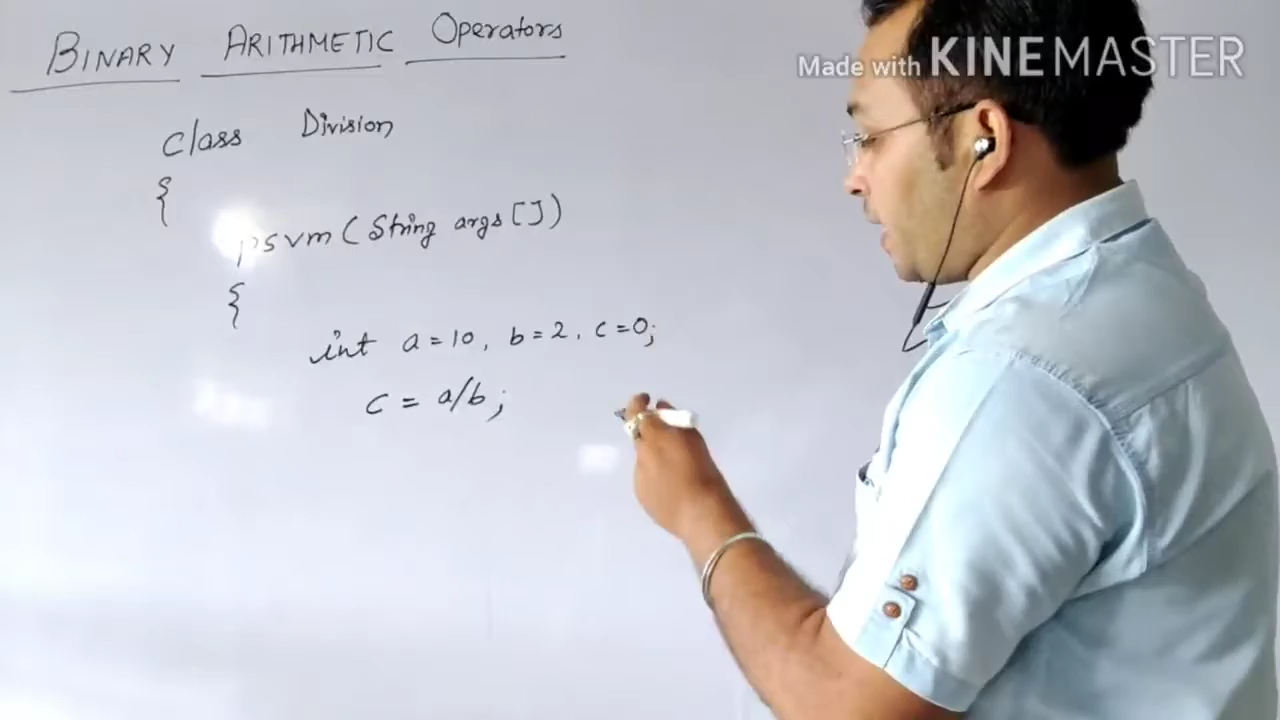 BINARY ARITHMETIC Operators
Made with KINEMASTER
class Division
{
psvm (String args [])
{
int a = 10, b = 2, c = 0;
c = a/b;